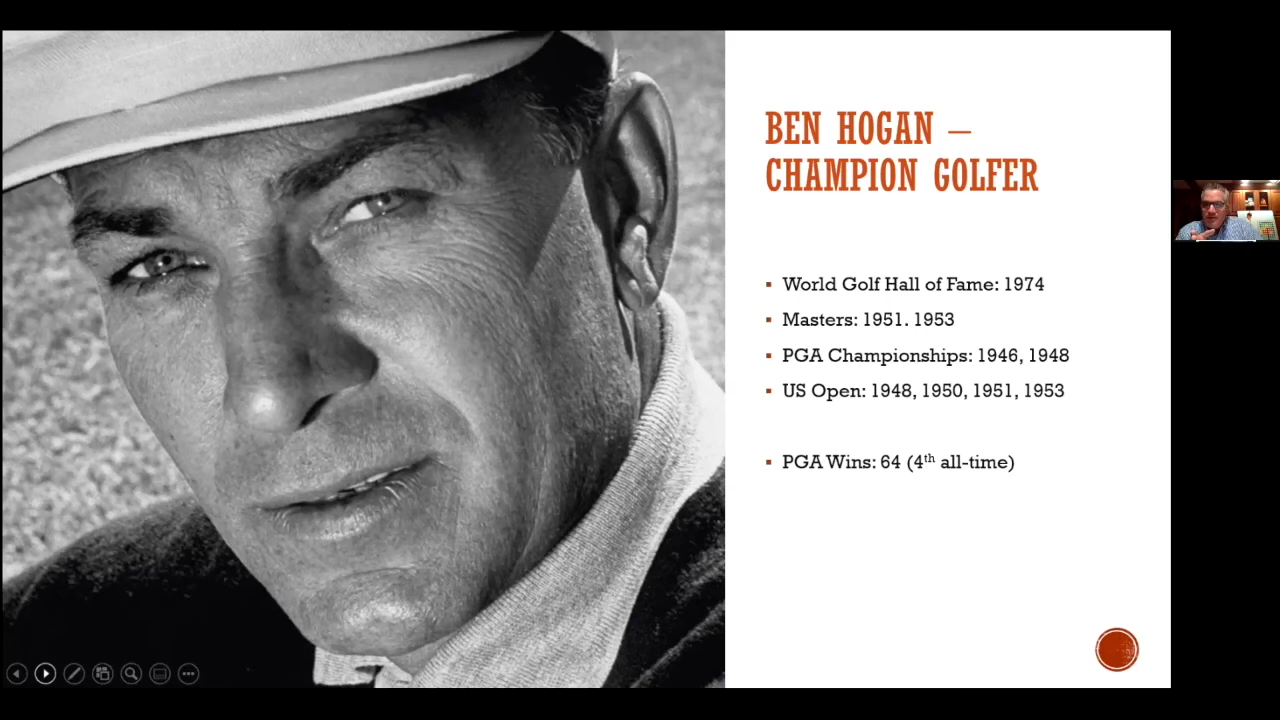 BEN HOGAN –
CHAMPION GOLFER
World Golf Hall of Fame: 1974
Masters: 1951. 1953
PGA Championships: 1946, 1948
US Open: 1948, 1950, 1951, 1953
PGA Wins: 64 (4th all-time)